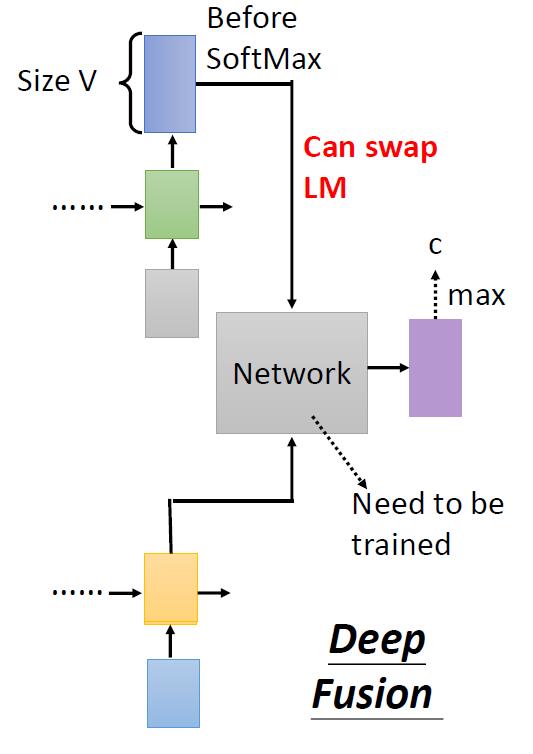 Before
SoftMax
Size V
Can swap
LM
......
c
max
Network
Need to be
trained
......
Deep
Fusion